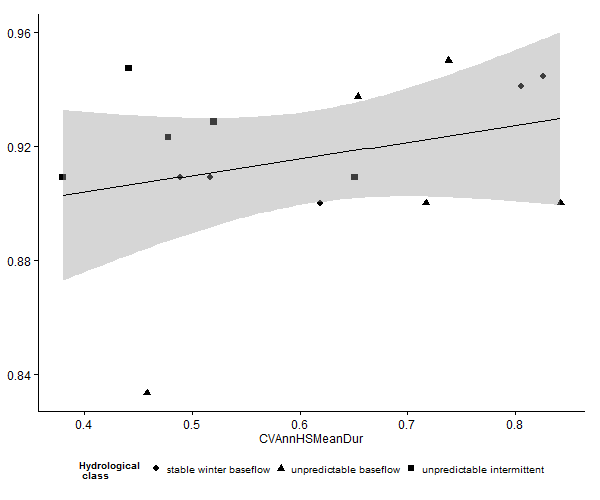 0.96
0.92
0.88
0.84
0.4 0.5 0.6 0.7 0.8
CVAnnHSMeanDur
Hydrological
class
stable winter baseflow unpredictable baseflow unpredictable intermittent